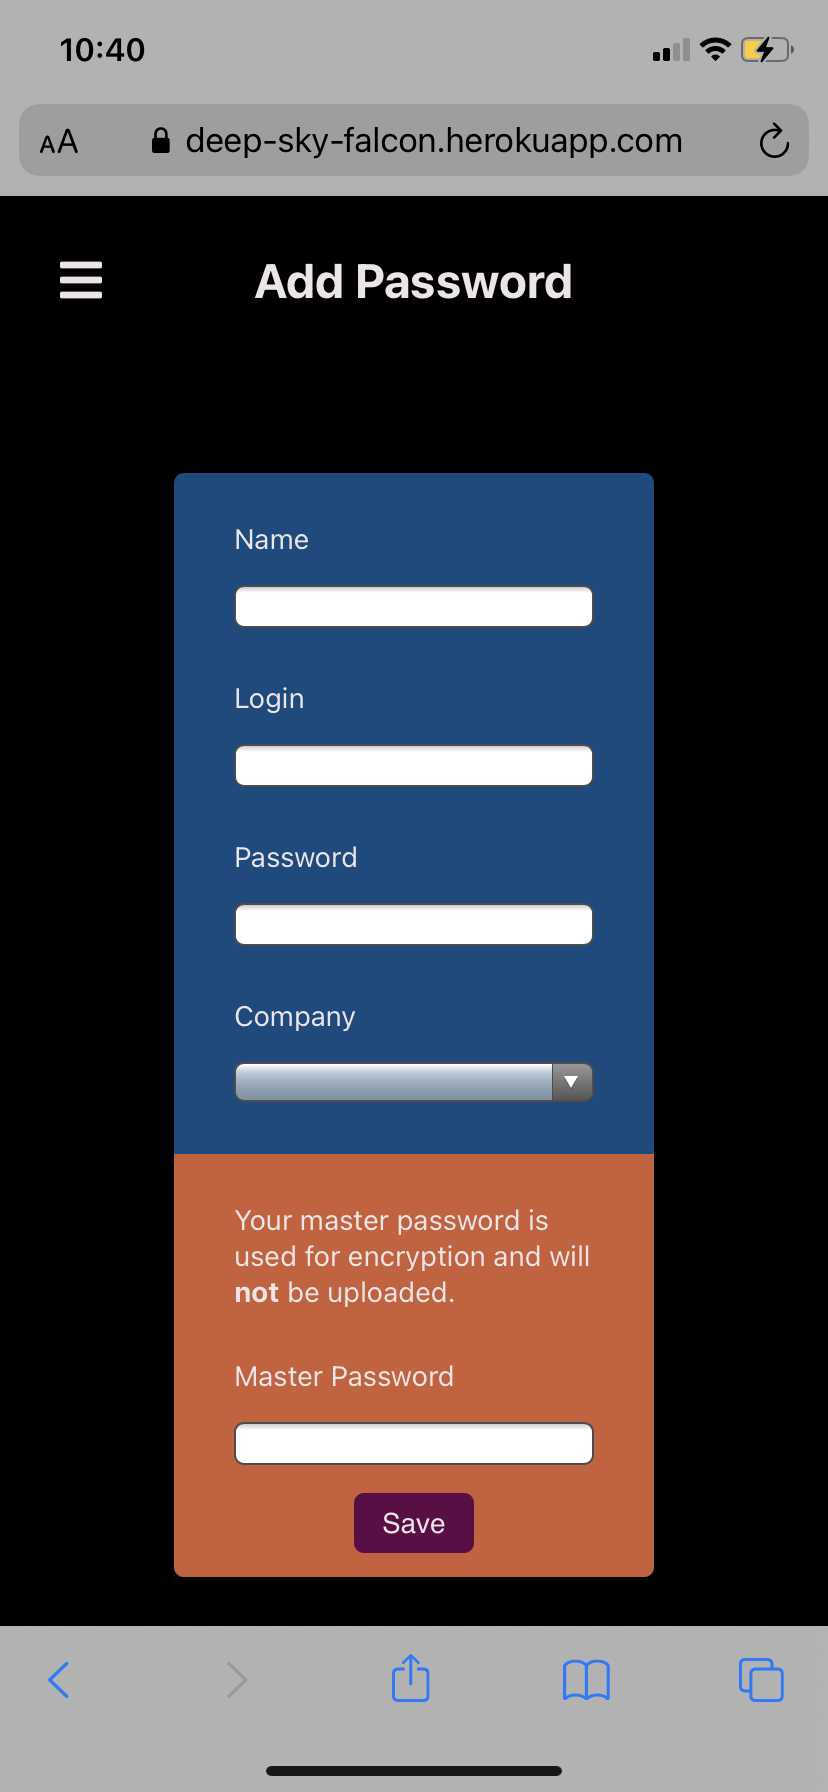 10:40
AA deep-sky-falcon.herokuapp.com
Add Password
Name
Login
Password
Company
Your master password is
used for encryption and will
not be uploaded.
Master Password
Save